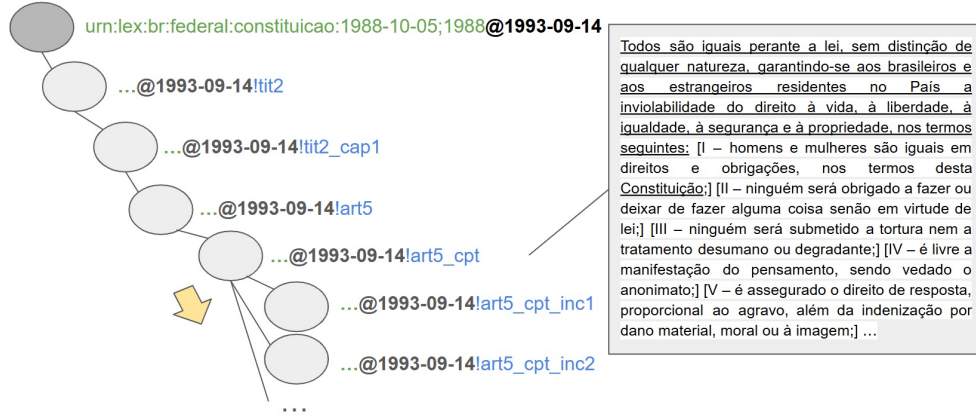 urn:lex:br:federal:constituicao:1988-10-05;1988@1993-09-14
...@1993-09-14!tit2
...@1993-09-14!tit2_cap1
...@1993-09-14!art5
...@1993-09-14!art5_cpt
...@1993-09-14!art5_cpt_inc1
...@1993-09-14!art5_cpt_inc2
...
Todos são iguais perante a lei, sem distinção de
qualquer natureza, garantindo-se aos brasileiros e
aos estrangeiros residentes no País a
inviolabilidade do direito à vida, à liberdade, à
igualdade, à segurança e à propriedade, nos termos
seguintes: [I – homens e mulheres são iguais em
direitos e obrigações, nos termos desta
Constituição;] [II – ninguém será obrigado a fazer ou
deixar de fazer alguma coisa senão em virtude de
lei;] [III – ninguém será submetido a tortura nem a
tratamento desumano ou degradante;] [IV – é livre a
manifestação do pensamento, sendo vedado o
anonimato;] [V – é assegurado o direito de resposta,
proporcional ao agravo, além da indenização por
dano material, moral ou à imagem;] ...